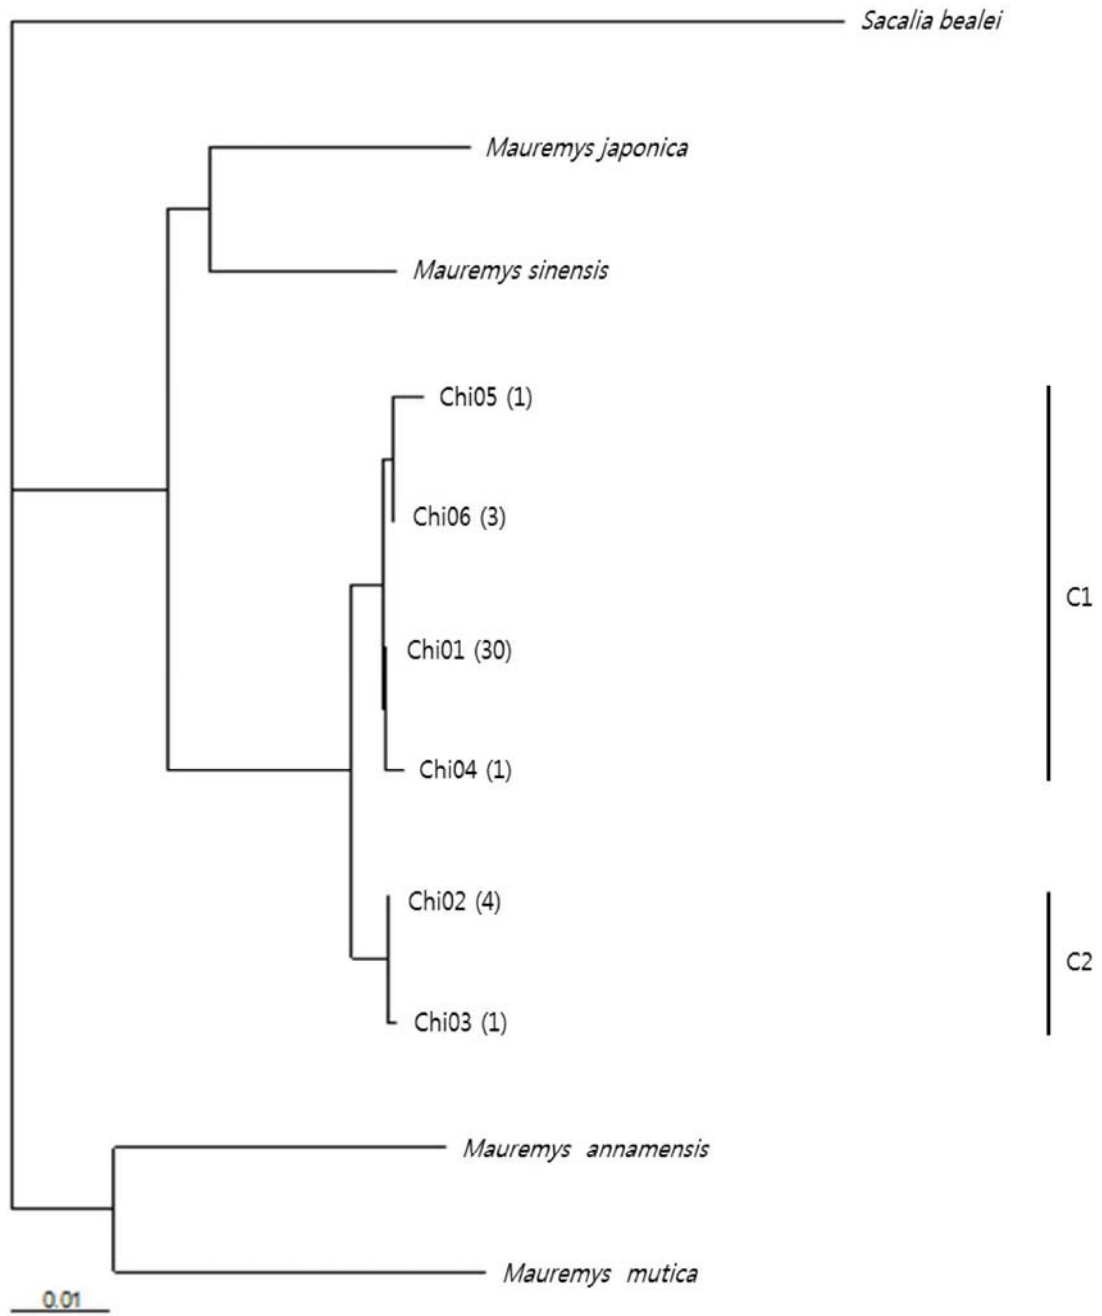 Sacalia bealei
Mauremys japonica
Mauremys sinensis
Chi05 (1)
Chi06 (3)
C1
Chi01 (30)
Chi04 (1)
Chi02 (4)
C2
Chi03 (1)
Mauremys annamensis
Mauremys mutica
0.01